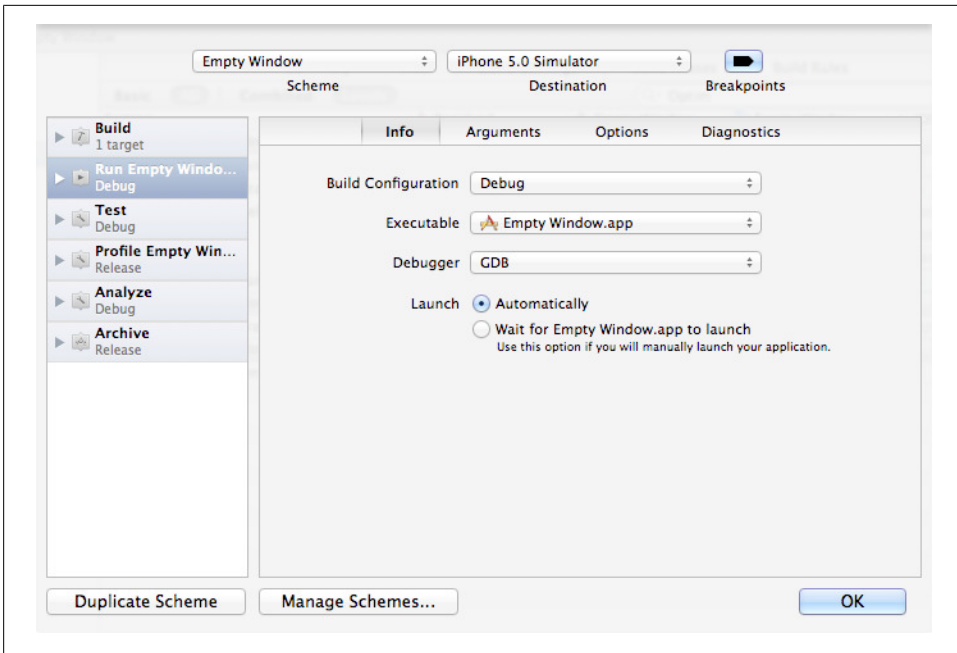 Empty Window
iPhone 5.0 Simulator
Scheme
Destination
Breakpoints
Build
1 target
Run Empty Windo...
Debug
Test
Debug
Profile Empty Win...
Release
Analyze
Debug
Archive
Release
Info
Arguments
Options
Diagnostics
Build Configuration
Debug
Executable
Empty Window.app
Debugger
GDB
Launch
Automatically
Wait for Empty Window.app to launch
Use this option if you will manually launch your application.
Duplicate Scheme
Manage Schemes...
OK